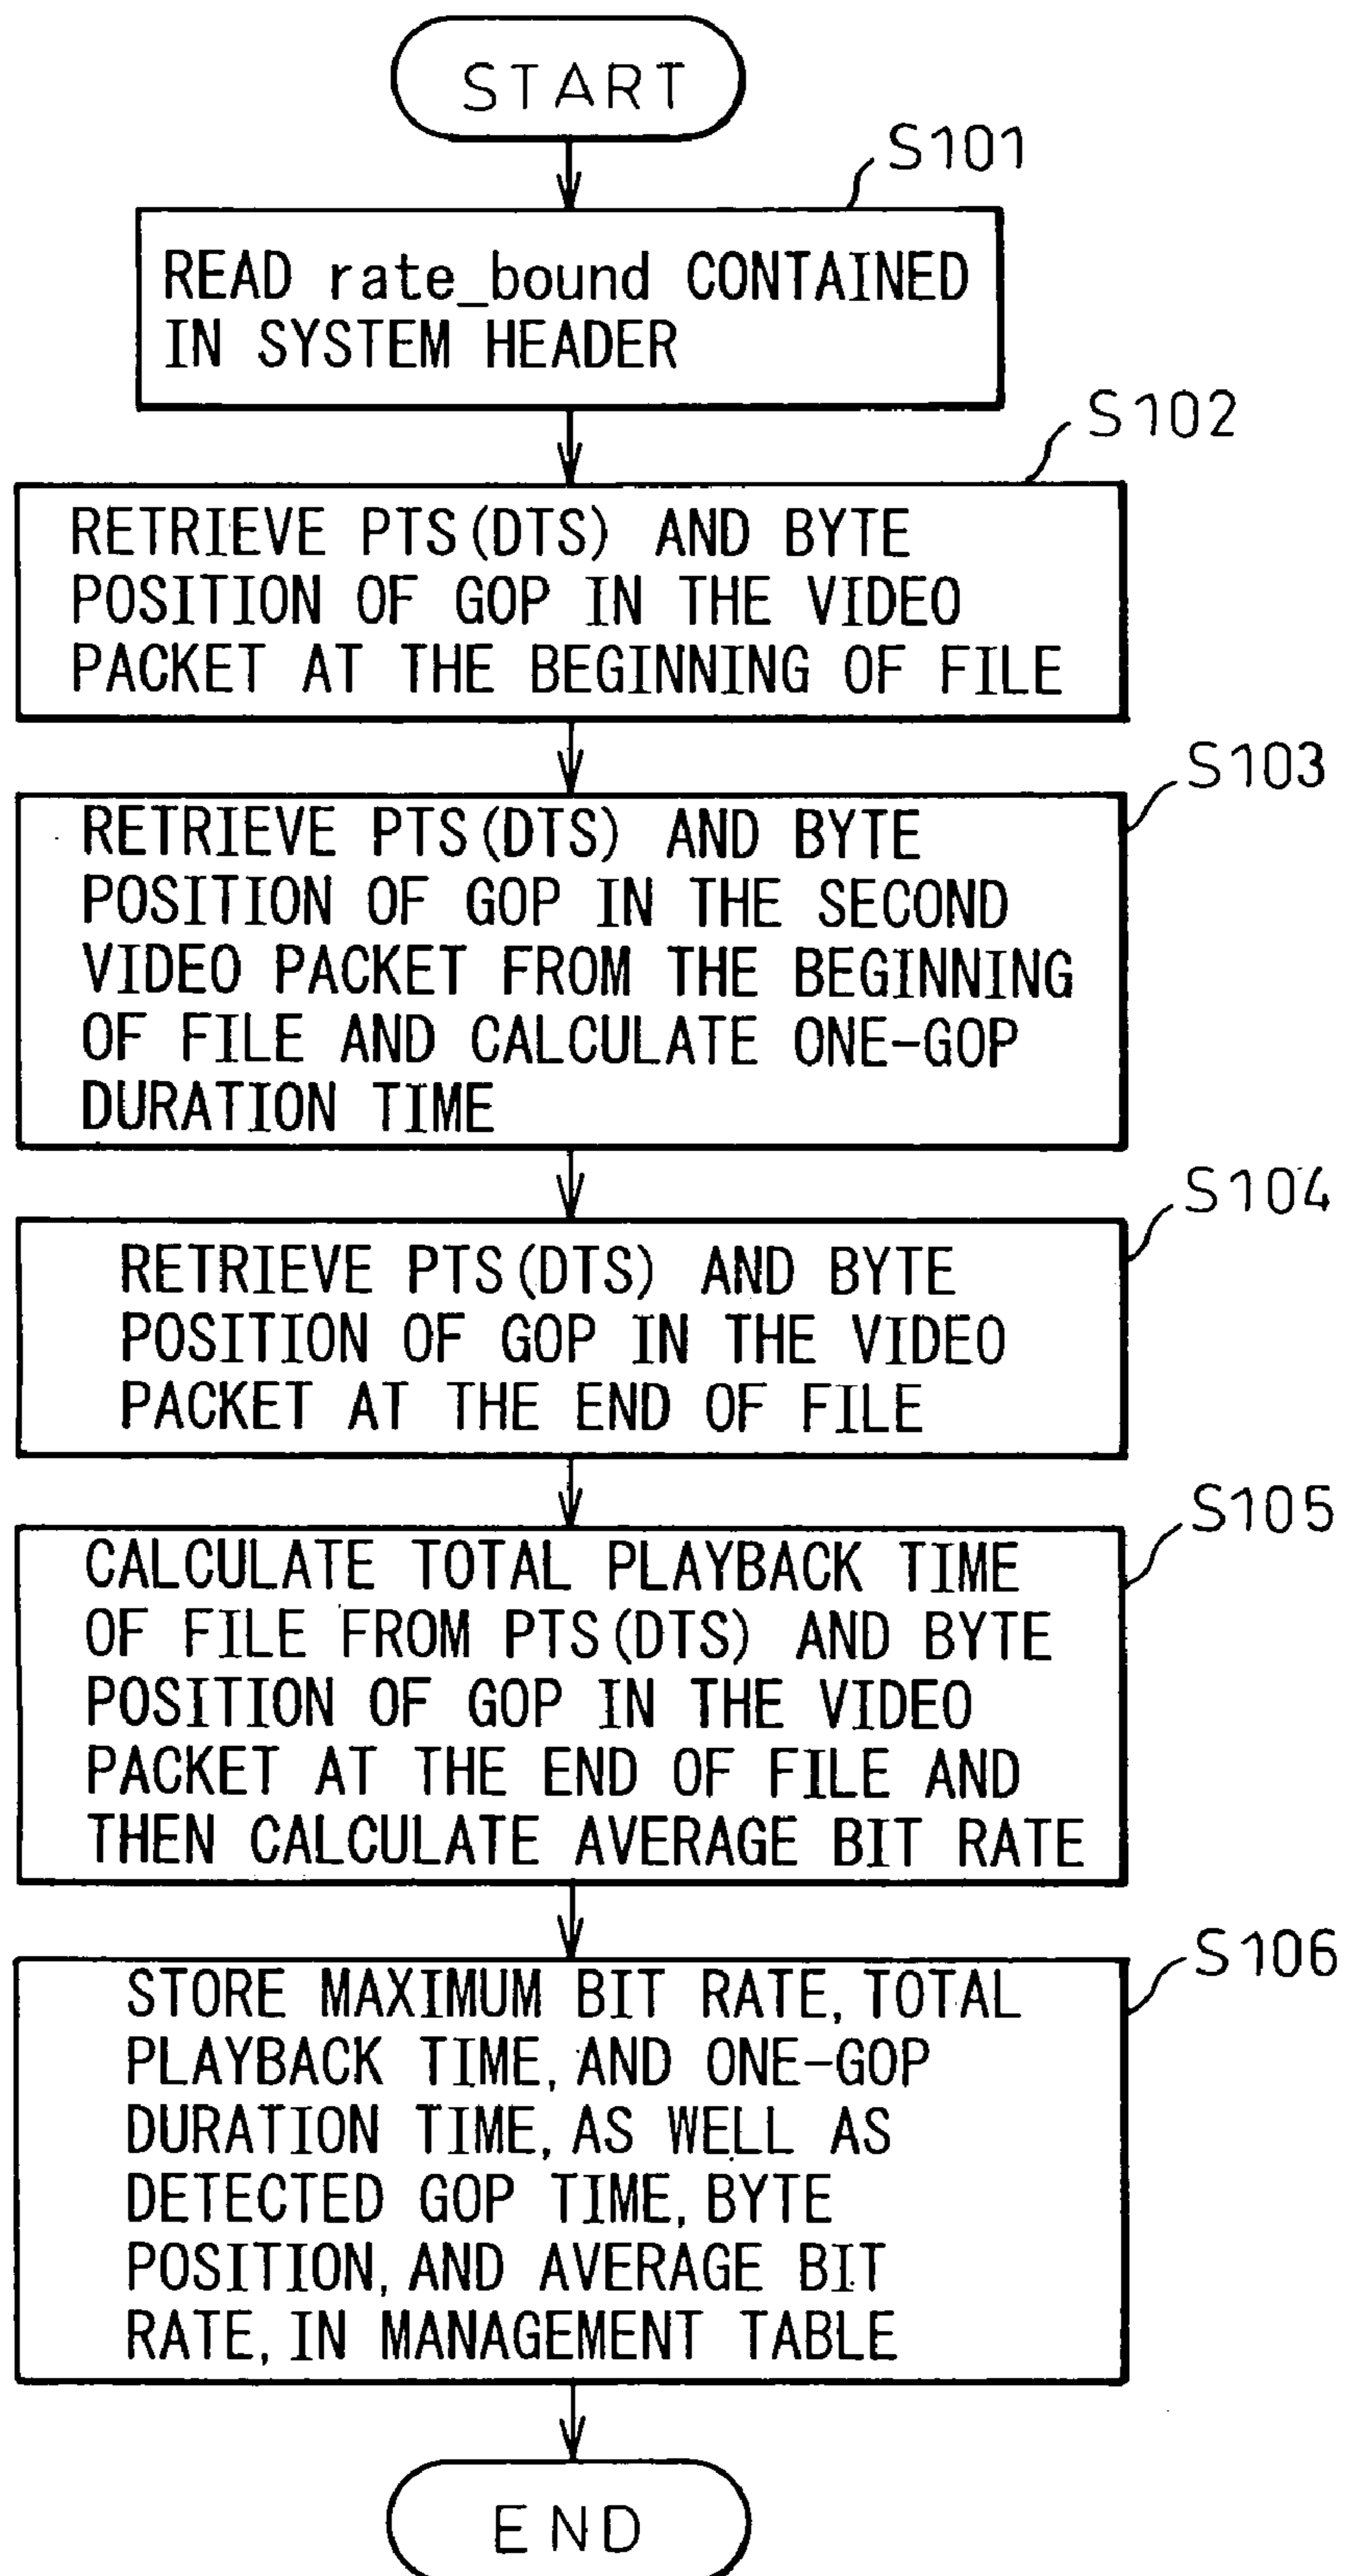 START
S101
READ rate_bound CONTAINED
IN SYSTEM HEADER
S102
RETRIEVE PTS(DTS) AND BYTE
POSITION OF GOP IN THE VIDEO
PACKET AT THE BEGINNING OF FILE
S103
RETRIEVE PTS(DTS) AND BYTE
POSITION OF GOP IN THE SECOND
VIDEO PACKET FROM THE BEGINNING
OF FILE AND CALCULATE ONE-GOP
DURATION TIME
S104
RETRIEVE PTS(DTS) AND BYTE
POSITION OF GOP IN THE VIDEO
PACKET AT THE END OF FILE
S105
CALCULATE TOTAL PLAYBACK TIME
OF FILE FROM PTS(DTS) AND BYTE
POSITION OF GOP IN THE VIDEO
PACKET AT THE END OF FILE AND
THEN CALCULATE AVERAGE BIT RATE
S106
STORE MAXIMUM BIT RATE, TOTAL
PLAYBACK TIME, AND ONE-GOP
DURATION TIME, AS WELL AS
DETECTED GOP TIME, BYTE
POSITION, AND AVERAGE BIT
RATE, IN MANAGEMENT TABLE
END